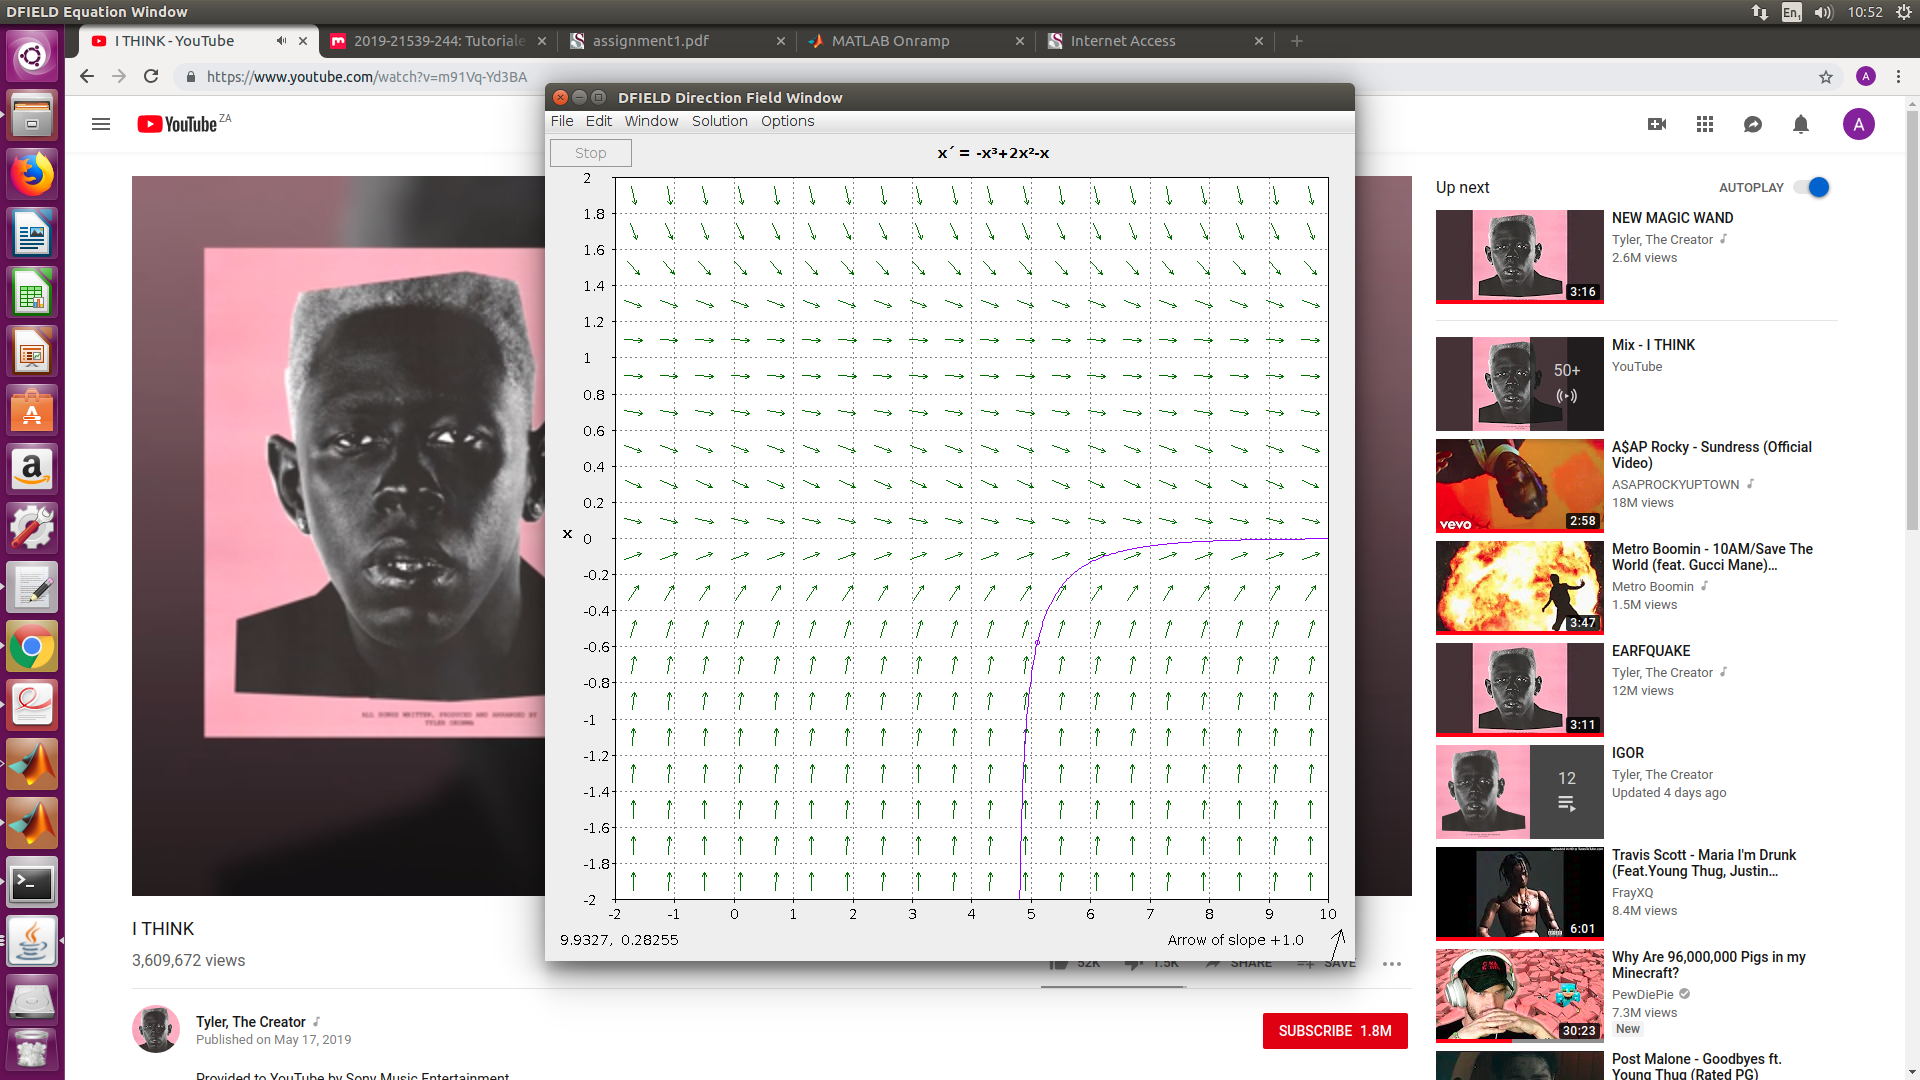 DFIELD Equation Window
En1
10:52
I THINK - YouTube
2019-21539-244: Tutoriale
assignment1.pdf
MATLAB Onramp
Internet Access
https://www.youtube.com/watch?v=m91Vq-Yd3BA
A
YouTube ZA
A
DFIELD Direction Field Window
File Edit Window Solution Options
Stop
x´= -x³+2x²-x
2
1.8
1.6
1.4
1.2
1
0.8
0.6
0.4
0.2
x
0
-0.2
-0.4
-0.6
-0.8
-1
-1.2
-1.4
-1.6
-1.8
-2
-2 -1 0 1 2 3 4 5 6 7 8 9 10
9.9327, 0.28255
Arrow of slope +1.0
ALL SONGS WRITTEN, PRODUCED AND ARRANGED BY
TYLER OKONMA
I THINK
3,609,672 views
52K
1.5K
SHARE
SAVE
Tyler, The Creator
Published on May 17, 2019
SUBSCRIBE 1.8M
Provided to YouTube by Sony Music Entertainment
Up next
AUTOPLAY
NEW MAGIC WAND
Tyler, The Creator
2.6M views
3:16
Mix - I THINK
YouTube
50+
A$AP Rocky - Sundress (Official
Video)
ASAPROCKYUPTOWN
18M views
vevo
2:58
Metro Boomin - 10AM/Save The
World (feat. Gucci Mane)...
Metro Boomin
1.5M views
3:47
EARFQUAKE
Tyler, The Creator
12M views
3:11
IGOR
Tyler, The Creator
Updated 4 days ago
12
Travis Scott - Maria I'm Drunk
(Feat.Young Thug, Justin...
FrayXQ
8.4M views
6:01
Why Are 96,000,000 Pigs in my
Minecraft?
PewDiePie
7.3M views
New
30:23
Post Malone - Goodbyes ft.
Young Thug (Rated PG)